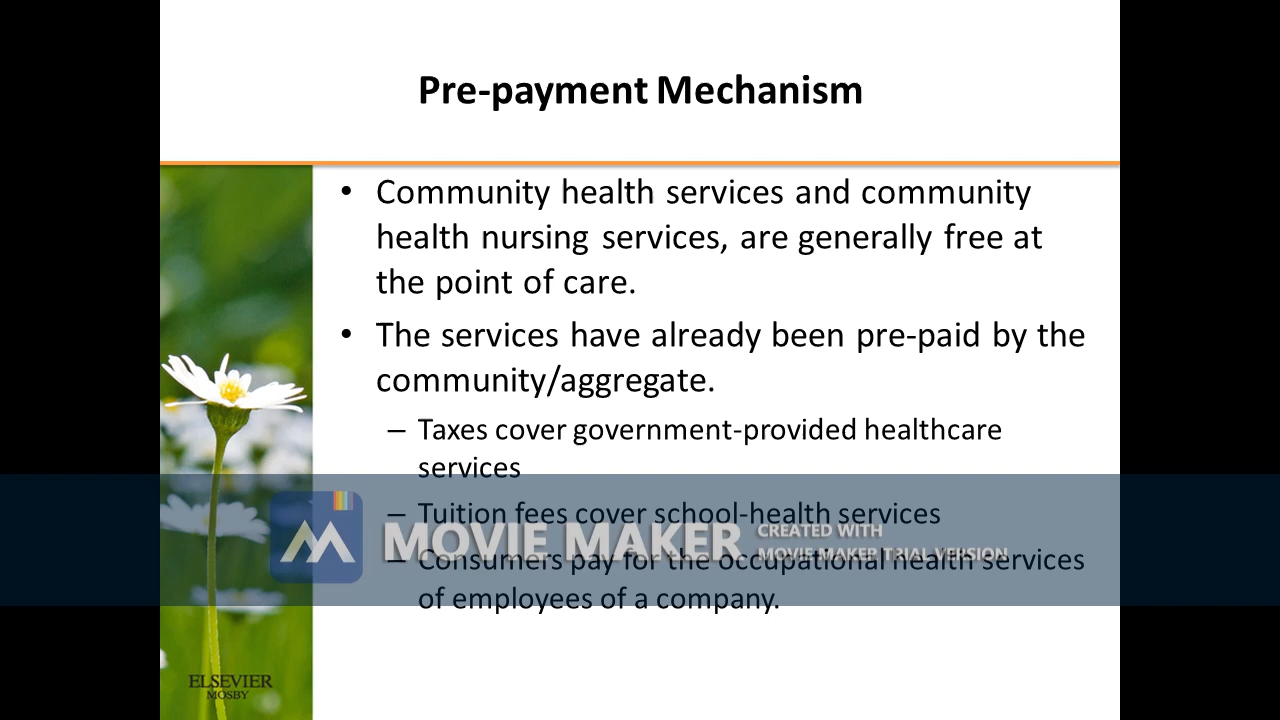 Pre-payment Mechanism
• Community health services and community
health nursing services, are generally free at
the point of care.
• The services have already been pre-paid by the
community/aggregate.
– Taxes cover government-provided healthcare
services
– Tuition fees cover school-health services
– Consumers pay for the occupational health services
of employees of a company.
MOVIE MAKER
CREATED WITH
MOVIE MAKER TRIAL VERSION
ELSEVIER
MOSBY